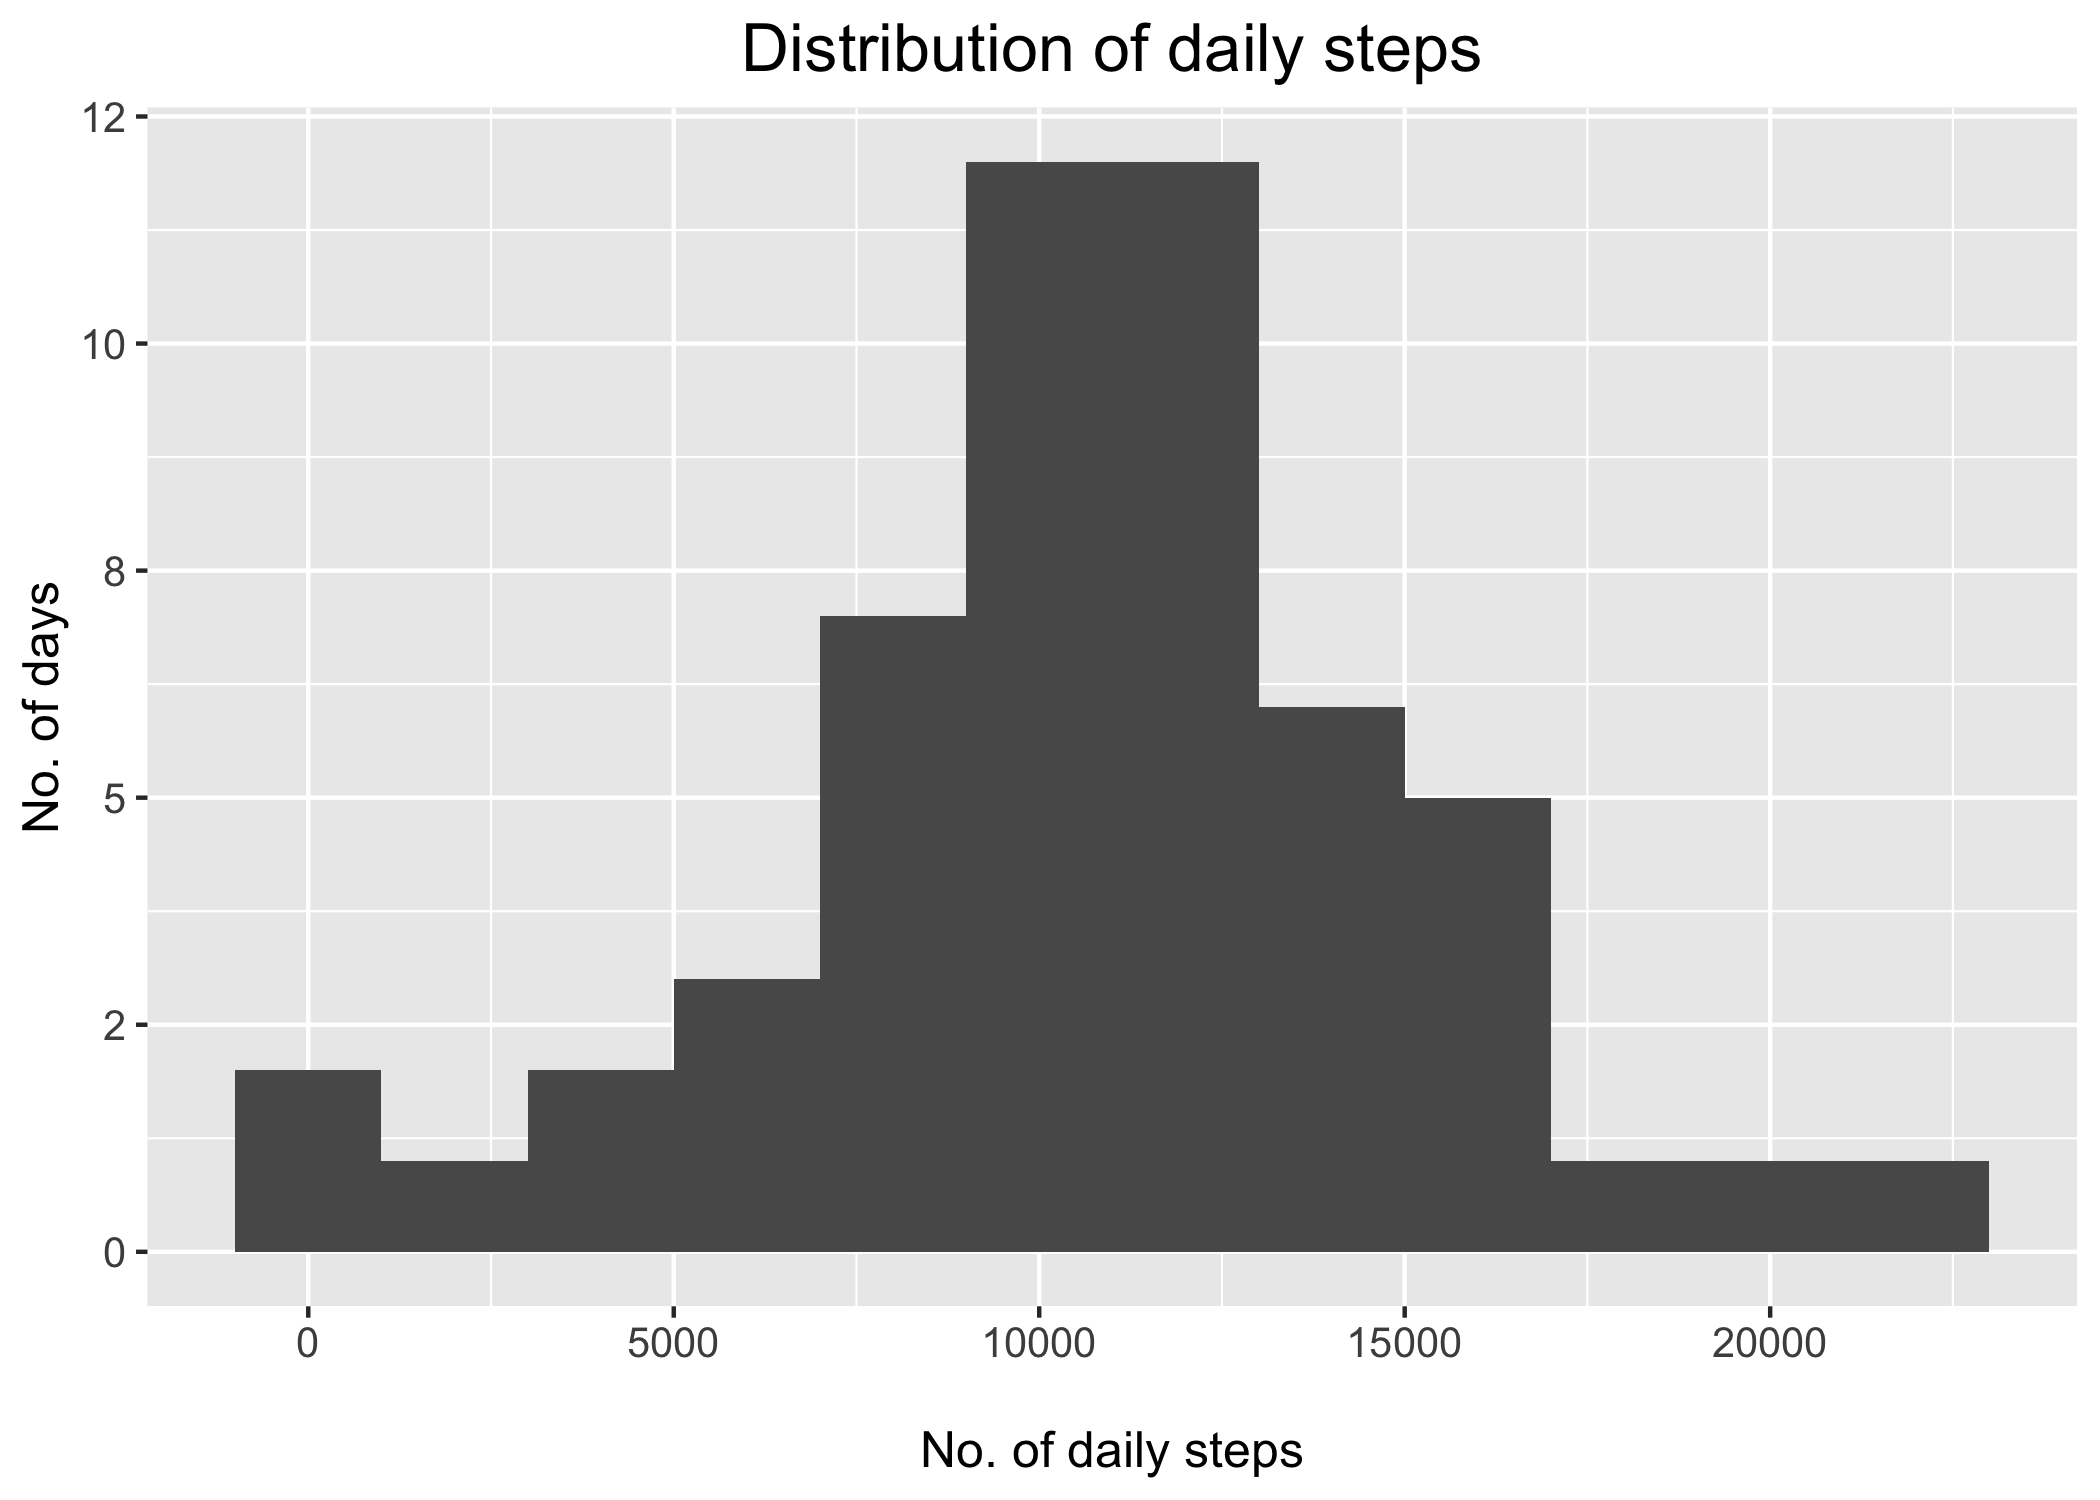 Distribution of daily steps
12
10
8
5
2
0
No. of days
0 5000 10000 15000 20000
No. of daily steps